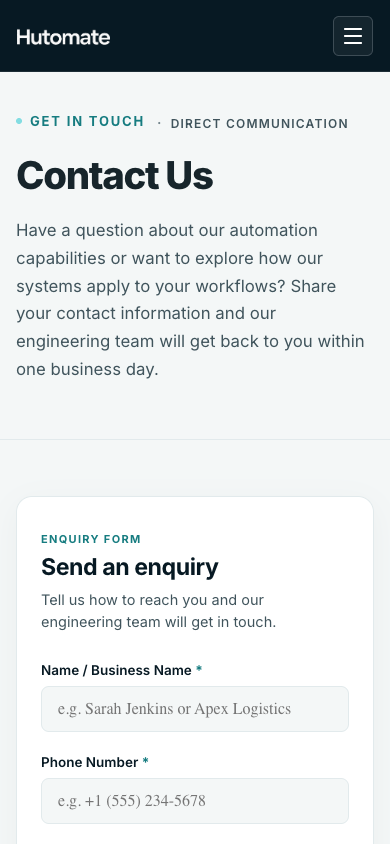 Hutomate
GET IN TOUCH · DIRECT COMMUNICATION
Contact Us
Have a question about our automation
capabilities or want to explore how our
systems apply to your workflows? Share
your contact information and our
engineering team will get back to you within
one business day.
ENQUIRY FORM
Send an enquiry
Tell us how to reach you and our
engineering team will get in touch.
Name / Business Name *
e.g. Sarah Jenkins or Apex Logistics
Phone Number *
e.g. +1 (555) 234-5678